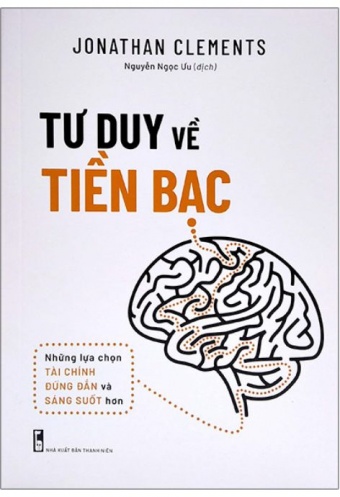 JONATHAN CLEMENTS
Nguyễn Ngọc Ưu (dịch)
TƯ DUY VỀ
TIỀN BẠC
Những lựa chọn
TÀI CHÍNH
ĐÚNG ĐẮN và
SÁNG SUỐT hơn
NHÀ XUẤT BẢN THANH NIÊN